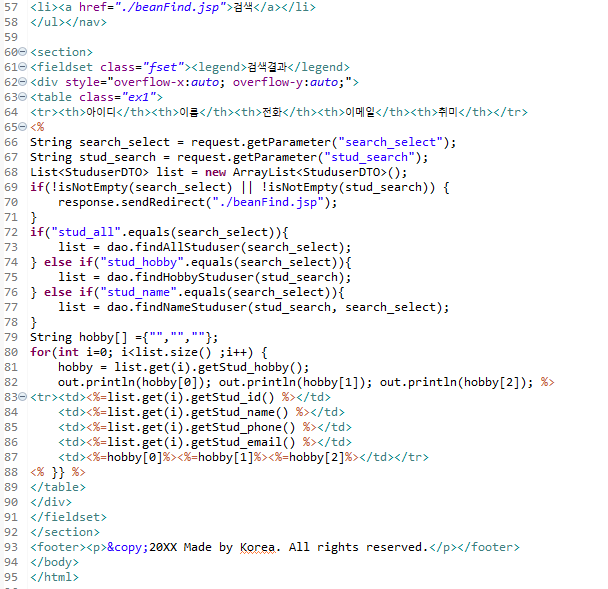 57 <li><a href="./beanFind.jsp">검색</a></li>
58 </ul></nav>
59
60 <section>
61 <fieldset class="fset"><legend>검색결과</legend>
62 <div style="overflow-x:auto; overflow-y:auto;">
63 <table class="ex1">
64 <tr><th>아이디</th><th>이름</th><th>전화</th><th>이메일</th><th>취미</th></tr>
65 <%
66 String search_select = request.getParameter("search_select");
67 String stud_search = request.getParameter("stud_search");
68 List<StuduserDTO> list = new ArrayList<StuduserDTO>();
69 if(!isNotEmpty(search_select) || !isNotEmpty(stud_search)) {
70     response.sendRedirect("./beanFind.jsp");
71 }
72 if("stud_all".equals(search_select)){
73     list = dao.findAllStuduser(search_select);
74 } else if("stud_hobby".equals(search_select)){
75     list = dao.findHobbyStuduser(stud_search);
76 } else if("stud_name".equals(search_select)){
77     list = dao.findNameStuduser(stud_search, search_select);
78 }
79 String hobby[] ={"","",""};
80 for(int i=0; i<list.size() ;i++) {
81     hobby = list.get(i).getStud_hobby();
82     out.println(hobby[0]); out.println(hobby[1]); out.println(hobby[2]); %>
83 <tr><td><%=list.get(i).getStud_id() %></td>
84     <td><%=list.get(i).getStud_name() %></td>
85     <td><%=list.get(i).getStud_phone() %></td>
86     <td><%=list.get(i).getStud_email() %></td>
87     <td><%=hobby[0]%><%=hobby[1]%><%=hobby[2]%></td></tr>
88 <% }} %>
89 </table>
90 </div>
91 </fieldset>
92 </section>
93 <footer><p>&copy;20XX Made by Korea. All rights reserved.</p></footer>
94 </body>
95 </html>